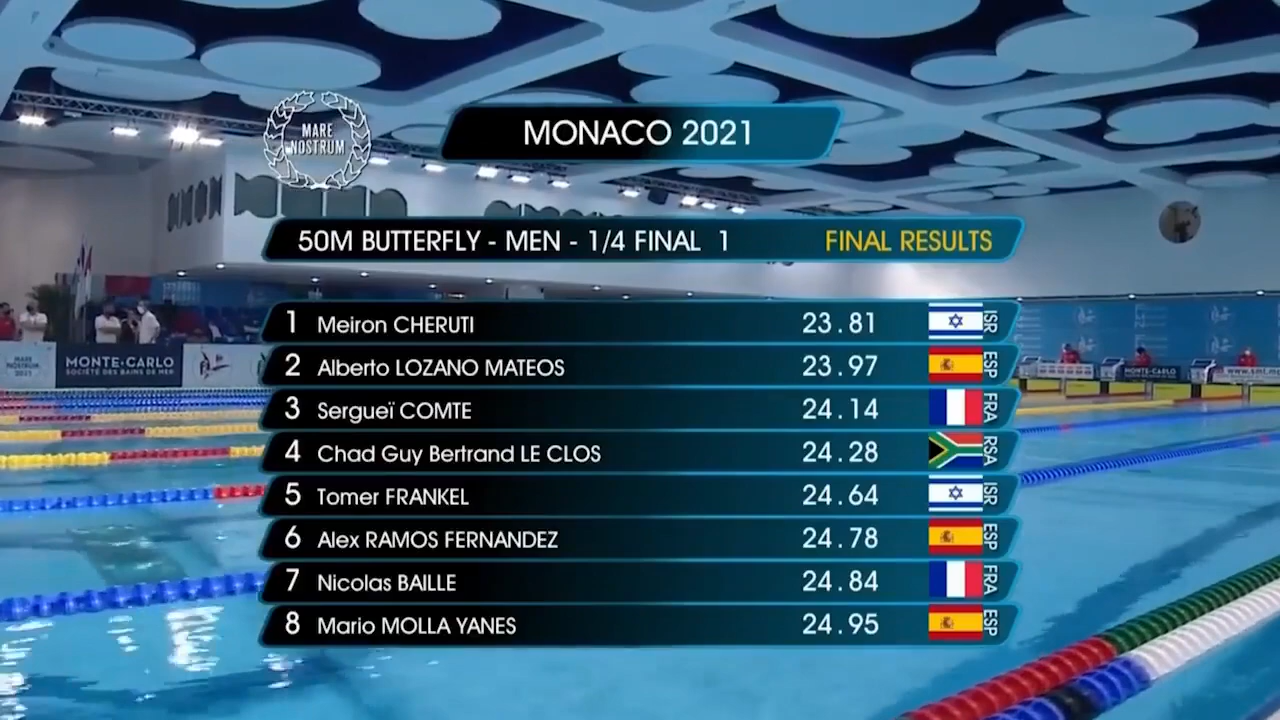 MARE
NOSTRUM
MONACO 2021
50M BUTTERFLY - MEN - 1/4 FINAL 1 FINAL RESULTS
1 Meiron CHERUTI 23.81 ISR
2 Alberto LOZANO MATEOS 23.97 ESP
3 Sergueï COMTE 24.14 FRA
4 Chad Guy Bertrand LE CLOS 24.28 RSA
5 Tomer FRANKEL 24.64 ISR
6 Alex RAMOS FERNANDEZ 24.78 ESP
7 Nicolas BAILLE 24.84 FRA
8 Mario MOLLA YANES 24.95 ESP
MARE
NOSTRUM
2021
MONTE-CARLO
SOCIÉTÉ DES BAINS DE MER
MONTE-CARLO